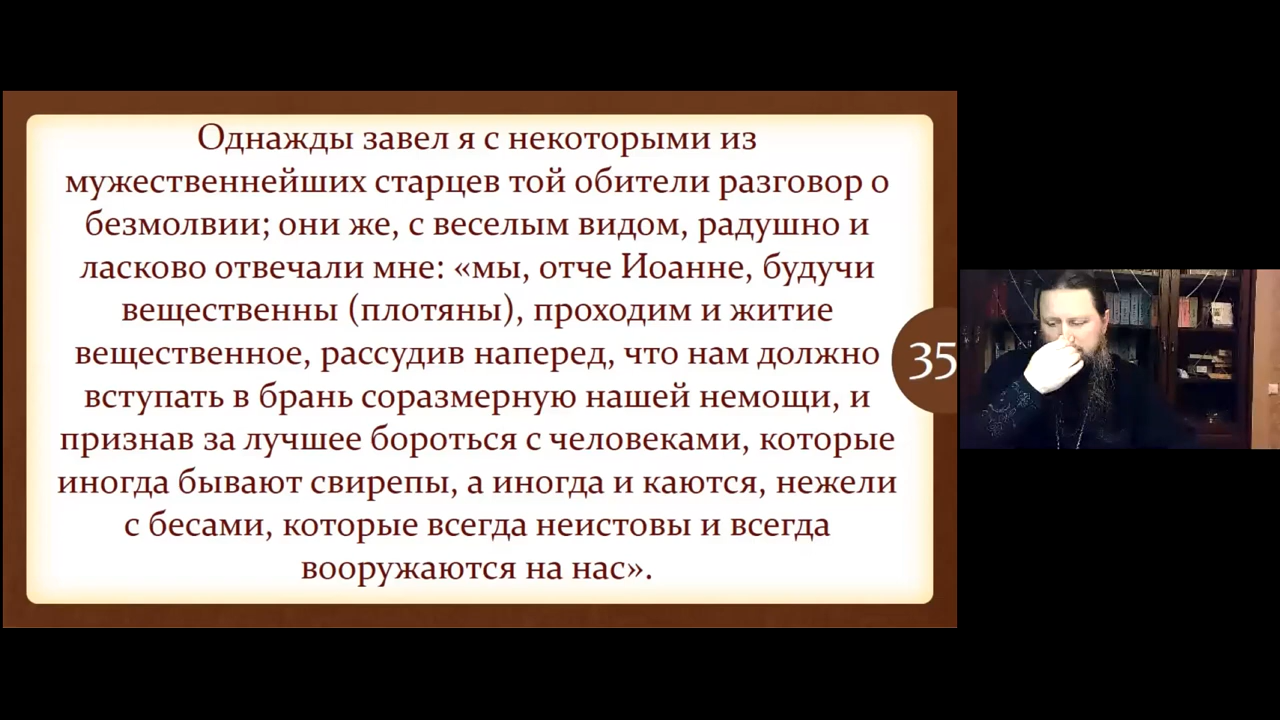 Однажды завел я с некоторыми из
мужественнейших старцев той обители разговор о
безмолвии; они же, с веселым видом, радушно и
ласково отвечали мне: «мы, отче Иоанне, будучи
вещественны (плотяны), проходим и житие
вещественное, рассудив наперед, что нам должно
вступать в брань соразмерную нашей немощи, и
признав за лучшее бороться с человеками, которые
иногда бывают свирепы, а иногда и каются, нежели
с бесами, которые всегда неистовы и всегда
вооружаются на нас».
35